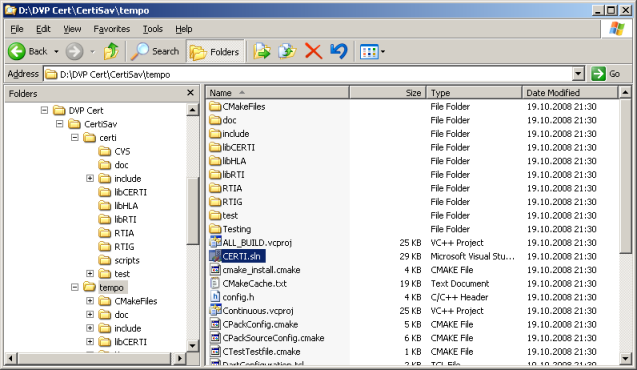 D:\DVP Cert\CertiSav\tempo
File Edit View Favorites Tools Help
Back Search Folders
Address D:\DVP Cert\CertiSav\tempo Go
Folders
DVP Cert
CertiSav
certi
CVS
doc
include
libCERTI
libHLA
libRTI
RTIA
RTIG
scripts
test
tempo
CMakeFiles
doc
include
libCERTI
Name Size Type Date Modified
CMakeFiles File Folder 19.10.2008 21:30
doc File Folder 19.10.2008 21:30
include File Folder 19.10.2008 21:30
libCERTI File Folder 19.10.2008 21:30
libHLA File Folder 19.10.2008 21:30
libRTI File Folder 19.10.2008 21:30
RTIA File Folder 19.10.2008 21:30
RTIG File Folder 19.10.2008 21:30
test File Folder 19.10.2008 21:30
Testing File Folder 19.10.2008 21:30
ALL_BUILD.vcproj 25 KB VC++ Project 19.10.2008 21:30
CERTI.sln 29 KB Microsoft Visual Stu... 19.10.2008 21:30
cmake_install.cmake 4 KB CMAKE File 19.10.2008 21:30
CMakeCache.txt 19 KB Text Document 19.10.2008 21:30
config.h 4 KB C/C++ Header 19.10.2008 21:30
Continuous.vcproj 27 KB VC++ Project 19.10.2008 21:30
CPackConfig.cmake 5 KB CMAKE File 19.10.2008 21:30
CPackSourceConfig.cmake 6 KB CMAKE File 19.10.2008 21:30
CTestTestfile.cmake 1 KB CMAKE File 19.10.2008 21:30
DartConfiguration.tcl 3 KB TCL File 19.10.2008 21:30